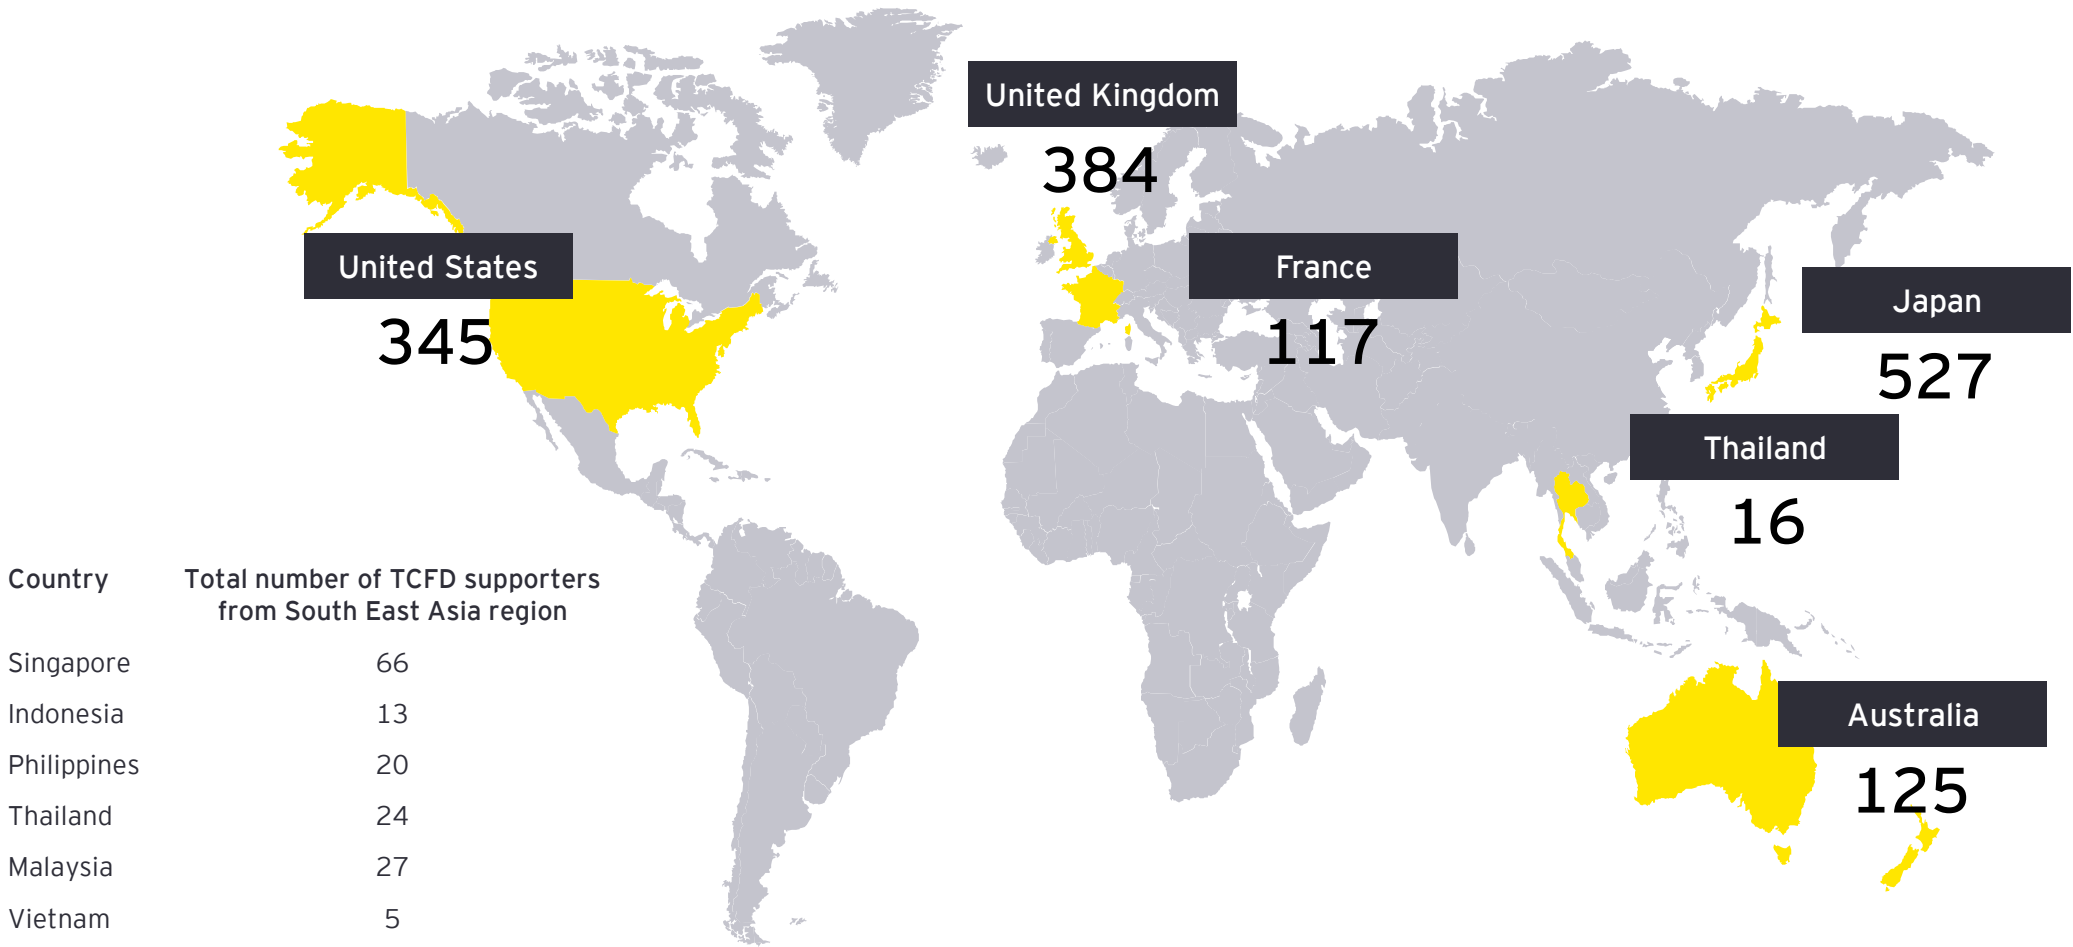 United Kingdom
384
United States
345
France
117
Japan
527
Thailand
16
Australia
125
Country Total number of TCFD supporters
from South East Asia region
Singapore 66
Indonesia 13
Philippines 20
Thailand 24
Malaysia 27
Vietnam 5